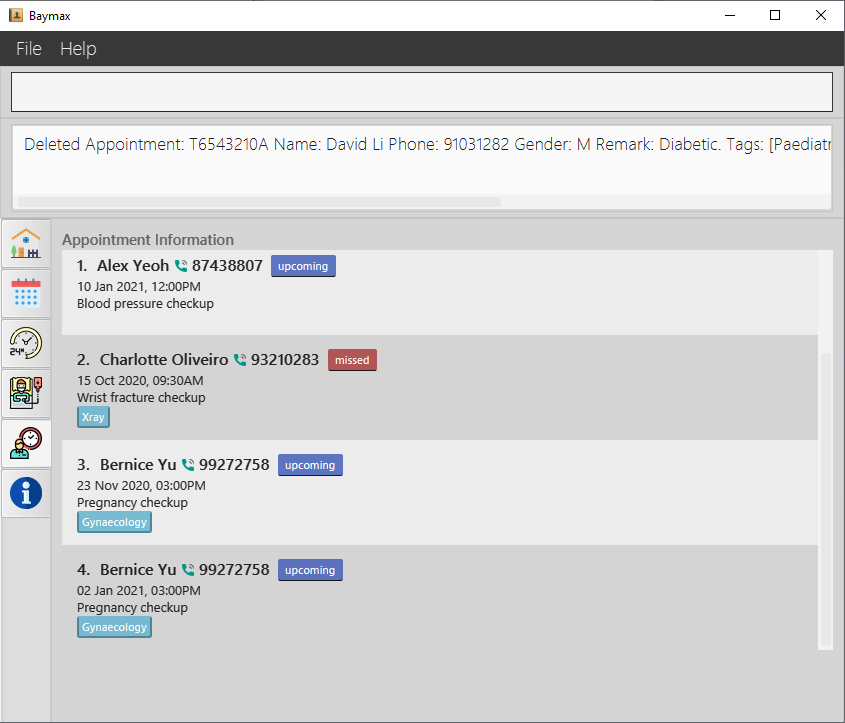 Baymax
File Help
Deleted Appointment: T6543210A Name: David Li Phone: 91031282 Gender: M Remark: Diabetic. Tags: [Paediatr
Appointment Information
1. Alex Yeoh 87438807 upcoming
10 Jan 2021, 12:00PM
Blood pressure checkup
2. Charlotte Oliveiro 93210283 missed
15 Oct 2020, 09:30AM
Wrist fracture checkup
Xray
3. Bernice Yu 99272758 upcoming
23 Nov 2020, 03:00PM
Pregnancy checkup
Gynaecology
4. Bernice Yu 99272758 upcoming
02 Jan 2021, 03:00PM
Pregnancy checkup
Gynaecology
24H